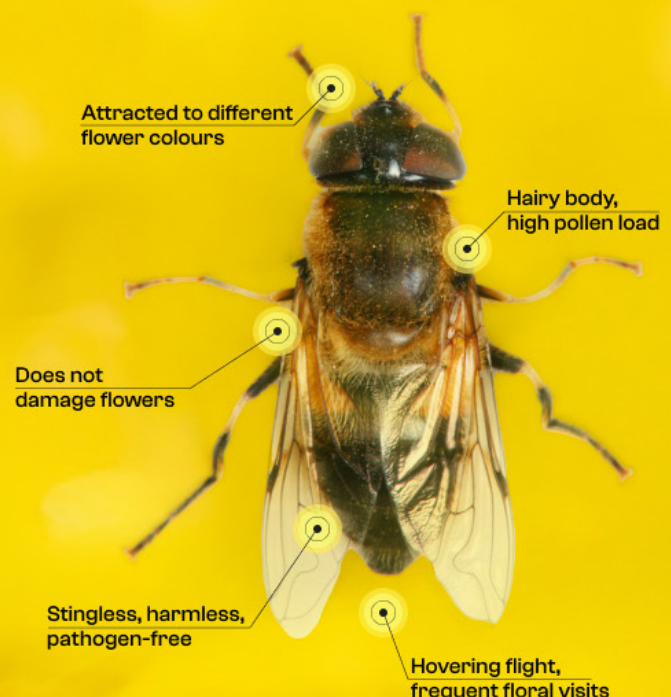 Attracted to different
flower colours
Hairy body,
high pollen load
Does not
damage flowers
Stingless, harmless,
pathogen-free
Hovering flight,
frequent floral visits